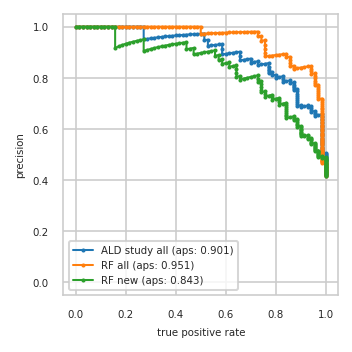 1.0
0.8
0.6
0.4
0.2
0.0
precision
ALD study all (aps: 0.901)
RF all (aps: 0.951)
RF new (aps: 0.843)
0.0 0.2 0.4 0.6 0.8 1.0
true positive rate